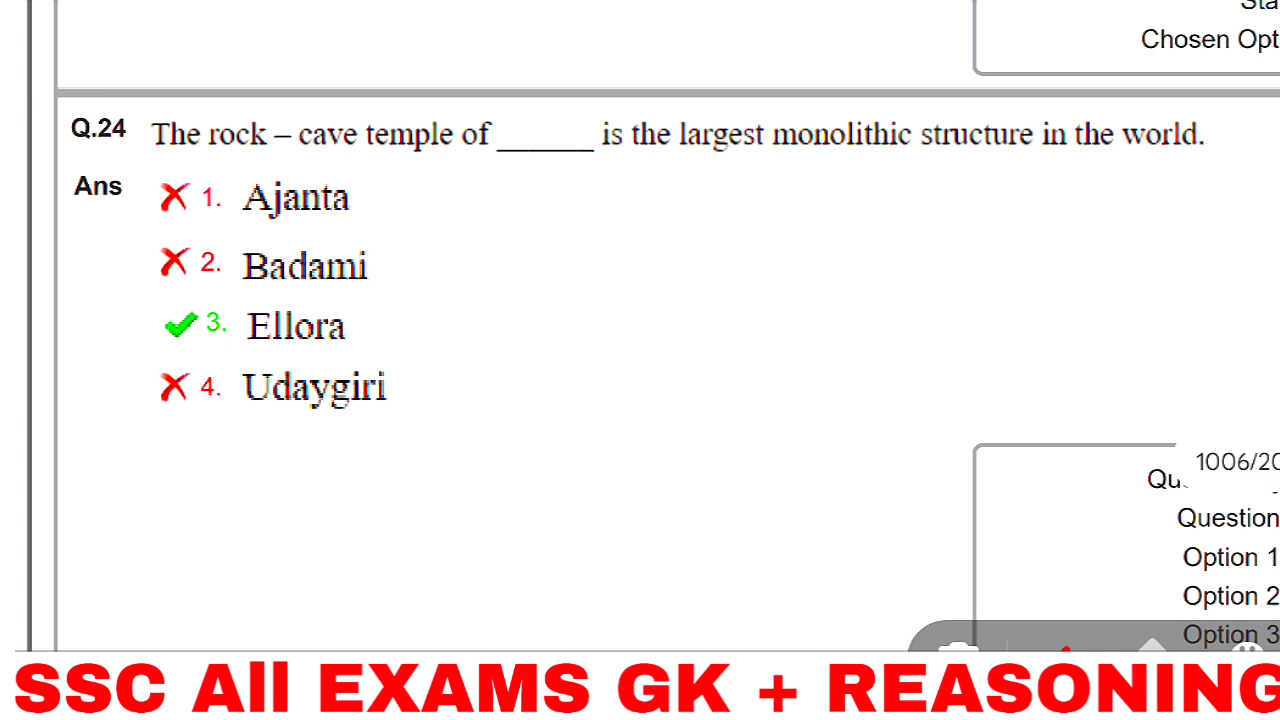 Sta
Chosen Opt
Q.24 The rock – cave temple of ______ is the largest monolithic structure in the world.
Ans 1. Ajanta
2. Badami
3. Ellora
4. Udaygiri
1006/20
Qu
Question
Option 1
Option 2
Option 3
SSC All EXAMS GK + REASONING